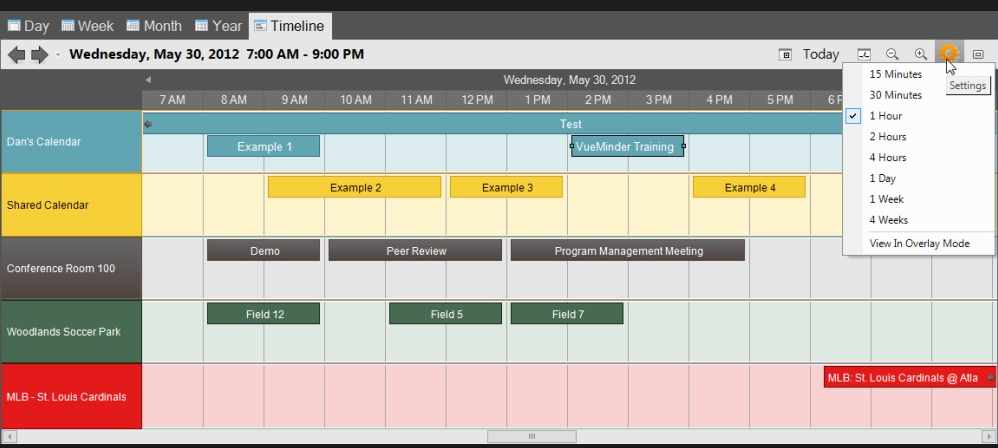 Day Week Month Year Timeline
Wednesday, May 30, 2012 7:00 AM - 9:00 PM Today
Wednesday, May 30, 2012
7 AM 8 AM 9 AM 10 AM 11 AM 12 PM 1 PM 2 PM 3 PM 4 PM 5 PM
15 Minutes
Settings
30 Minutes
1 Hour
2 Hours
4 Hours
1 Day
1 Week
4 Weeks
View In Overlay Mode
Dan's Calendar
Test
Example 1 VueMinder Training
Shared Calendar
Example 2 Example 3 Example 4
Conference Room 100
Demo Peer Review Program Management Meeting
Woodlands Soccer Park
Field 12 Field 5 Field 7
MLB - St. Louis Cardinals
MLB: St. Louis Cardinals @ Atla